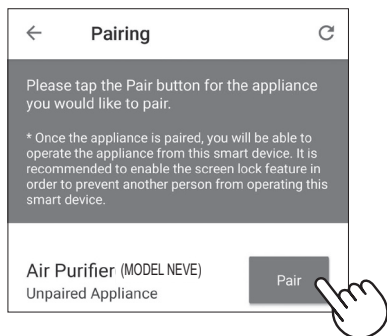 Pairing
Please tap the Pair button for the appliance
you would like to pair.
* Once the appliance is paired, you will be able to
operate the appliance from this smart device. It is
recommended to enable the screen lock feature in
order to prevent another person from operating this
smart device.
Air Purifier (MODEL NEVE)
Unpaired Appliance
Pair